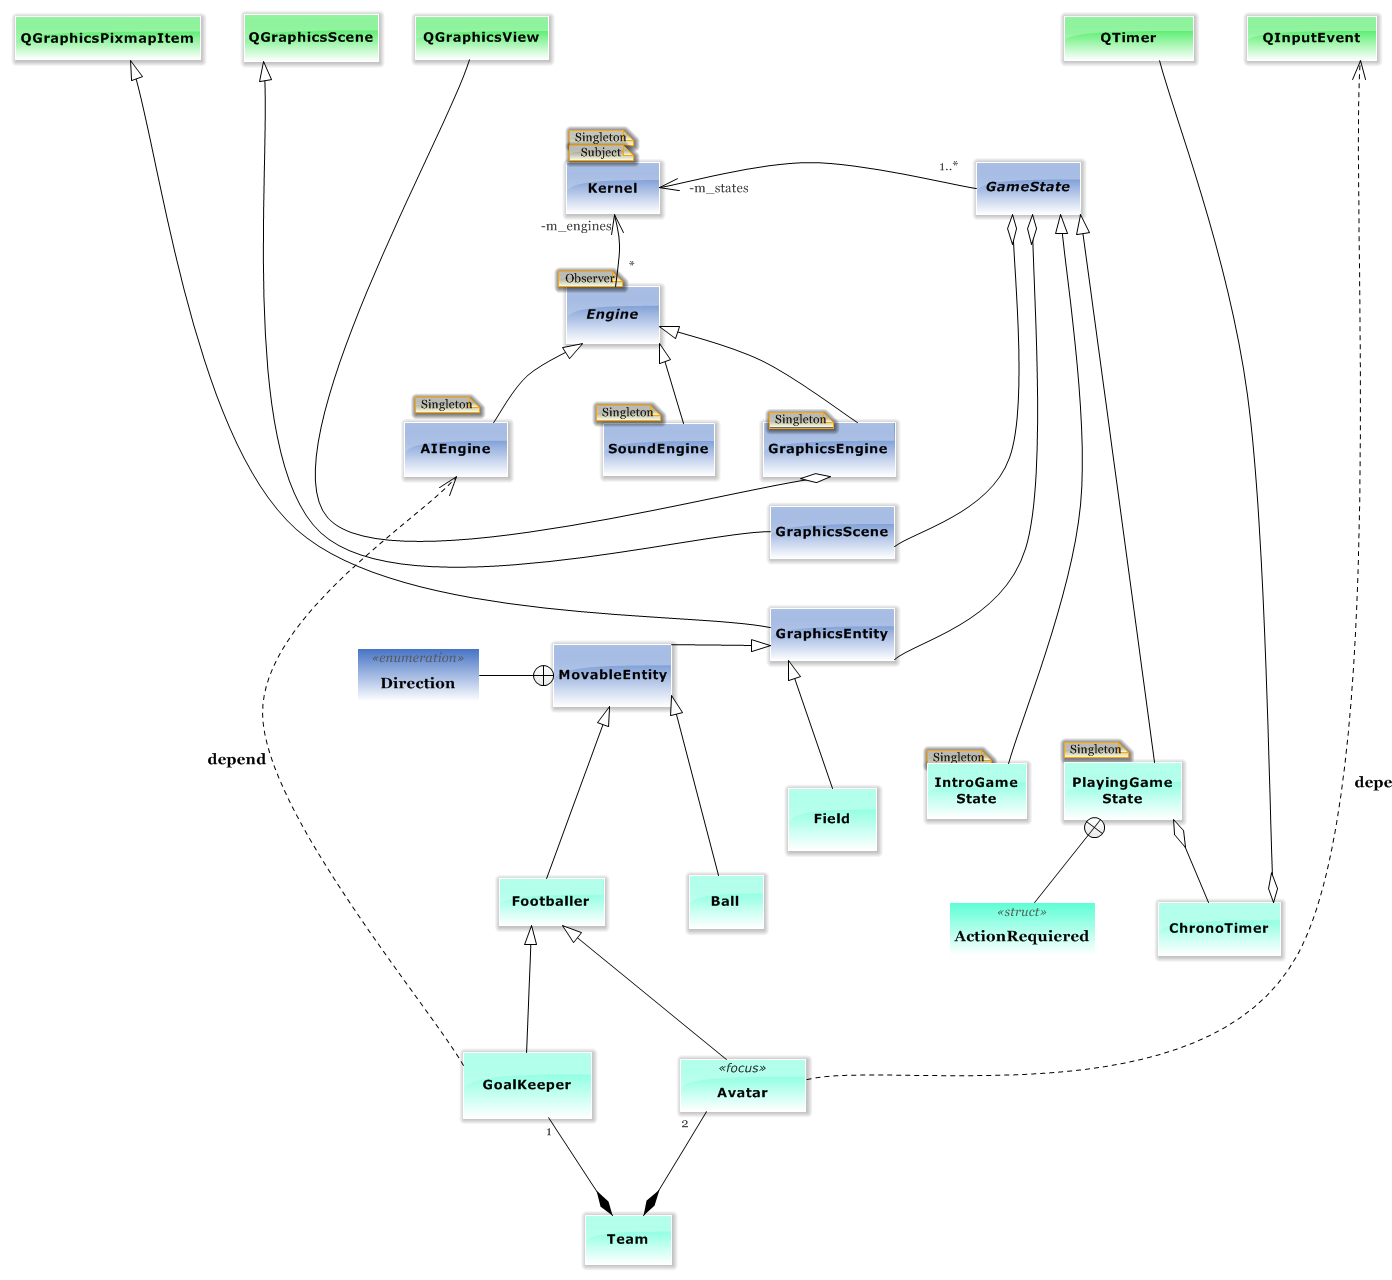 QGraphicsPixmapItem
QGraphicsScene
QGraphicsView
QTimer
QInputEvent
Singleton
Subject
Kernel
-m_states
1..*
GameState
-m_engines
*
Observer
Engine
Singleton
AIEngine
Singleton
SoundEngine
Singleton
GraphicsEngine
GraphicsScene
GraphicsEntity
«enumeration»
Direction
MovableEntity
depend
Singleton
IntroGame
State
Singleton
PlayingGame
State
depe
Field
Footballer
Ball
«struct»
ActionRequiered
ChronoTimer
GoalKeeper
«focus»
Avatar
1
2
Team